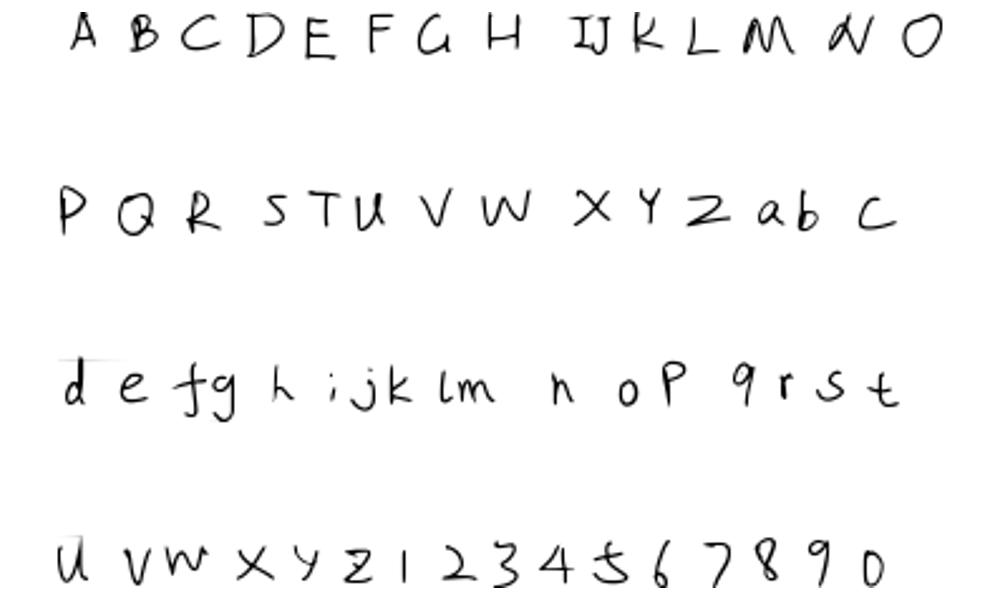 A B C D E F G H I J K L M N O
P Q R S T U V W X Y Z a b c
d e f g h i j k l m n o p q r s t
u v w x y z 1 2 3 4 5 6 7 8 9 0